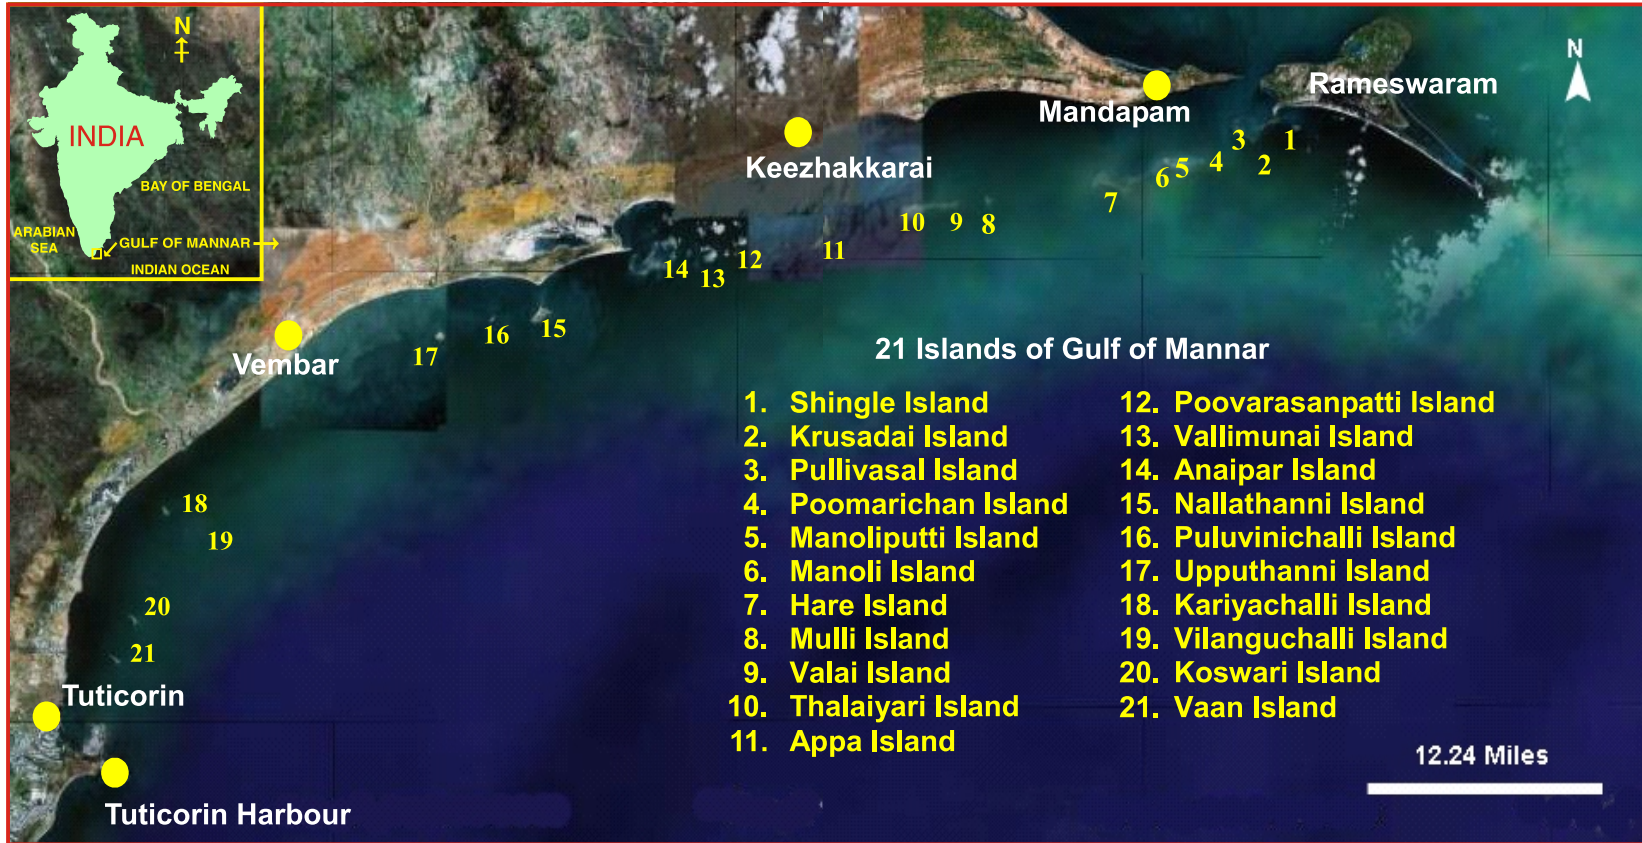 N
INDIA
BAY OF BENGAL
ARABIAN
SEA
GULF OF MANNAR
INDIAN OCEAN
N
Rameswaram
Mandapam
Keezhakkarai
Vembar
Tuticorin
Tuticorin Harbour
1
2
3
4
5
6
7
8
9
10
11
12
13
14
15
16
17
18
19
20
21
21 Islands of Gulf of Mannar
1. Shingle Island
2. Krusadai Island
3. Pullivasal Island
4. Poomarichan Island
5. Manoliputti Island
6. Manoli Island
7. Hare Island
8. Mulli Island
9. Valai Island
10. Thalaiyari Island
11. Appa Island
12. Poovarasanpatti Island
13. Vallimunai Island
14. Anaipar Island
15. Nallathanni Island
16. Puluvinichalli Island
17. Upputhanni Island
18. Kariyachalli Island
19. Vilanguchalli Island
20. Koswari Island
21. Vaan Island
12.24 Miles